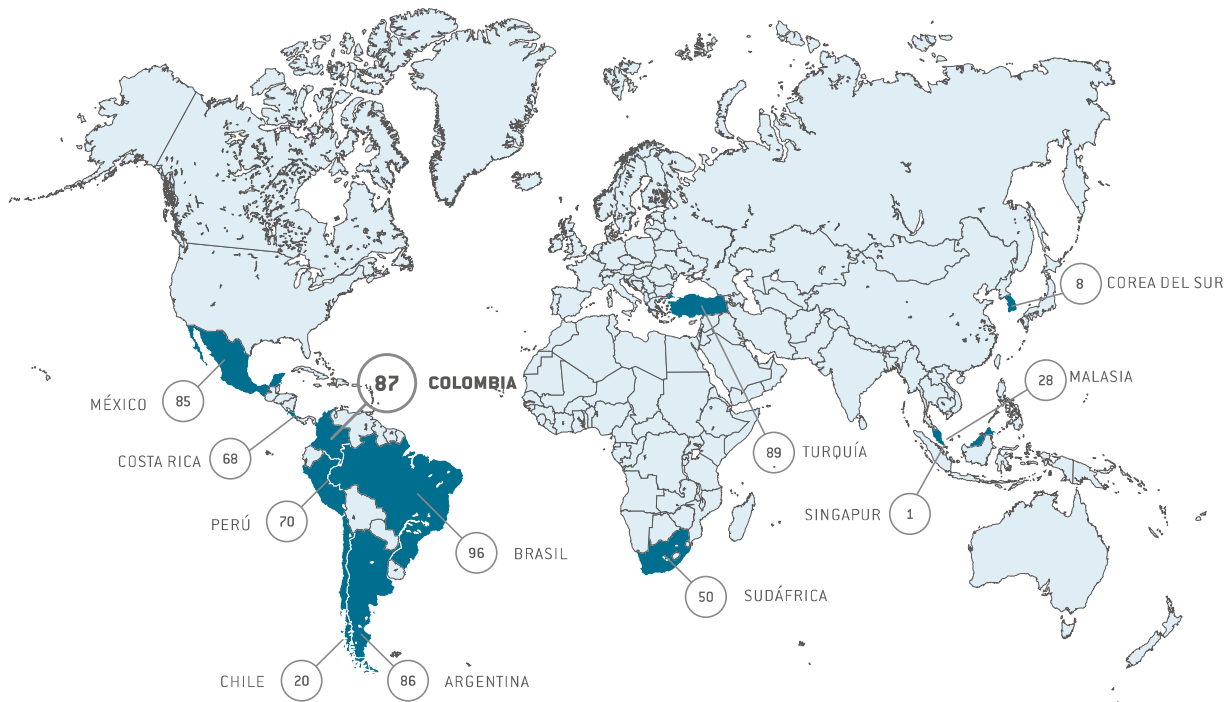 8 COREA DEL SUR
28 MALASIA
87 COLOMBIA
MÉXICO 85
89 TURQUÍA
COSTA RICA 68
SINGAPUR 1
PERÚ 70
96 BRASIL
50 SUDÁFRICA
CHILE 20
86 ARGENTINA